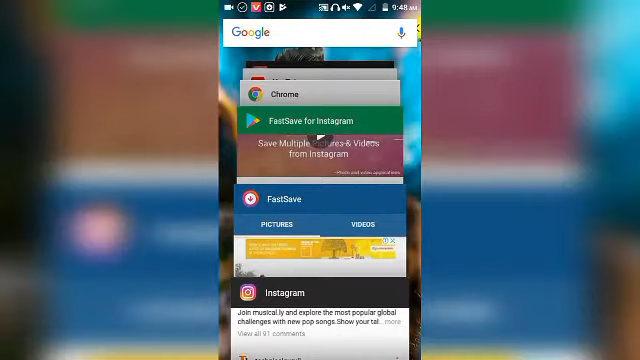 9:48 AM
Google
Chrome
FastSave for Instagram
Save Multiple Pictures & Videos
from Instagram
FastSave
PICTURES
VIDEOS
Instagram
Join musical.ly and explore the most popular global
challenges with new pop songs.Show your tal... more
View all 91 comments